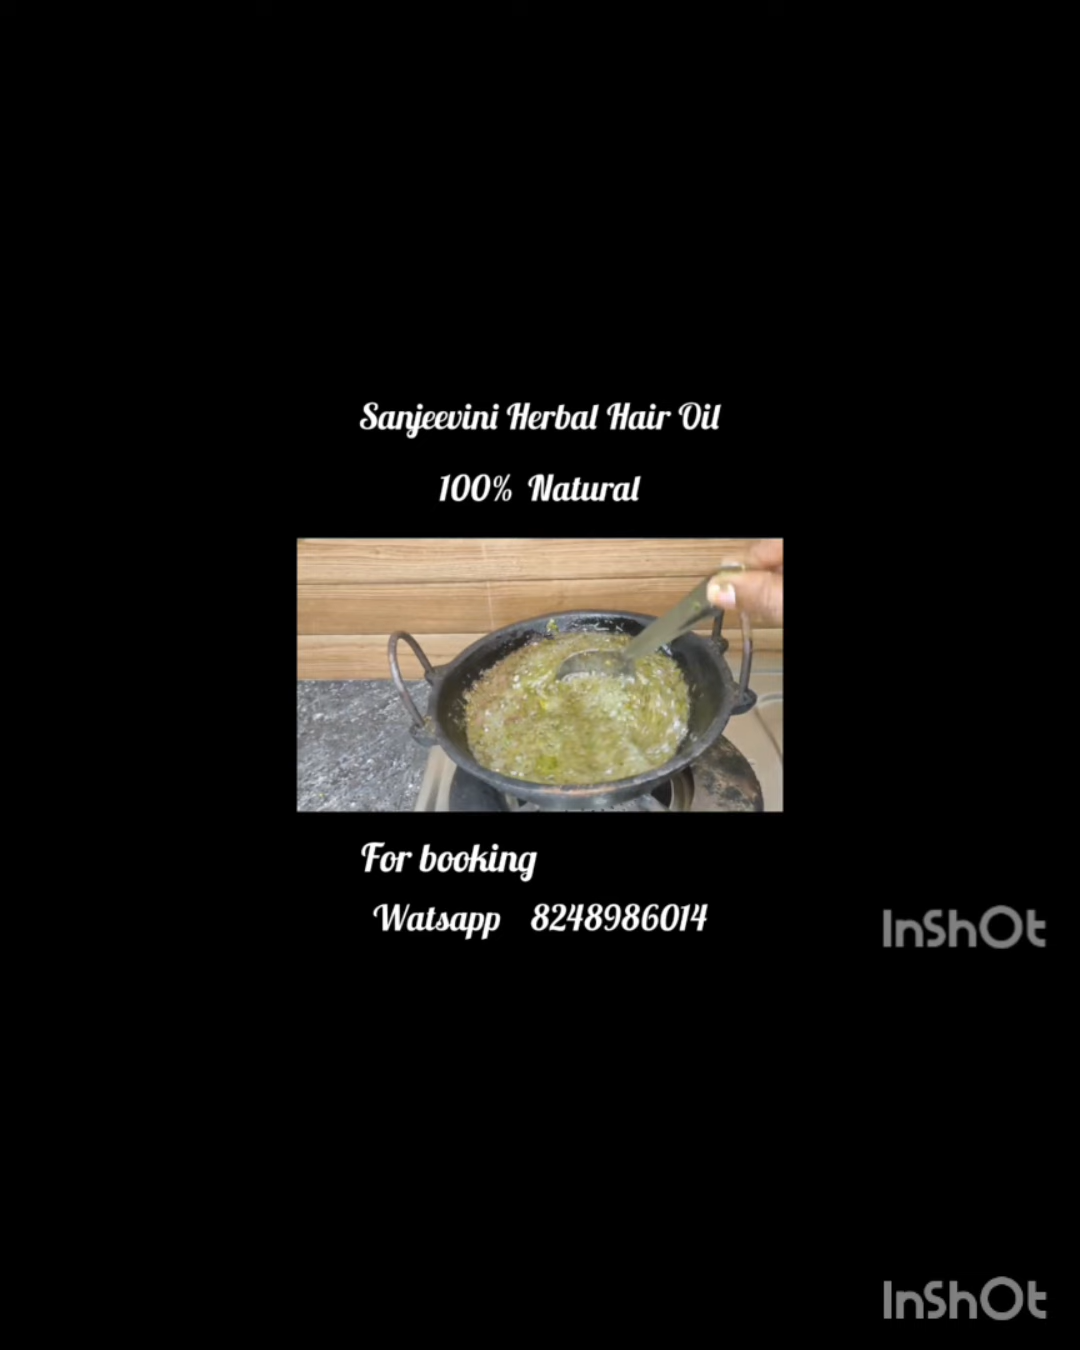 Sanjeevini Herbal Hair Oil
100% Natural
For booking
Watsapp 8248986014
InShOt
InShOt